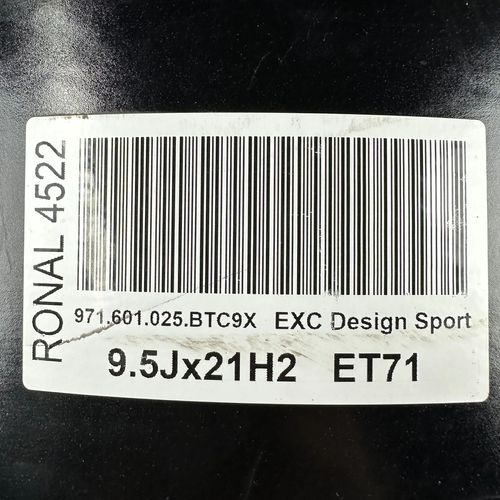 RONAL 4522
971.601.025.BTC9X EXC Design Sport
9.5Jx21H2 ET71